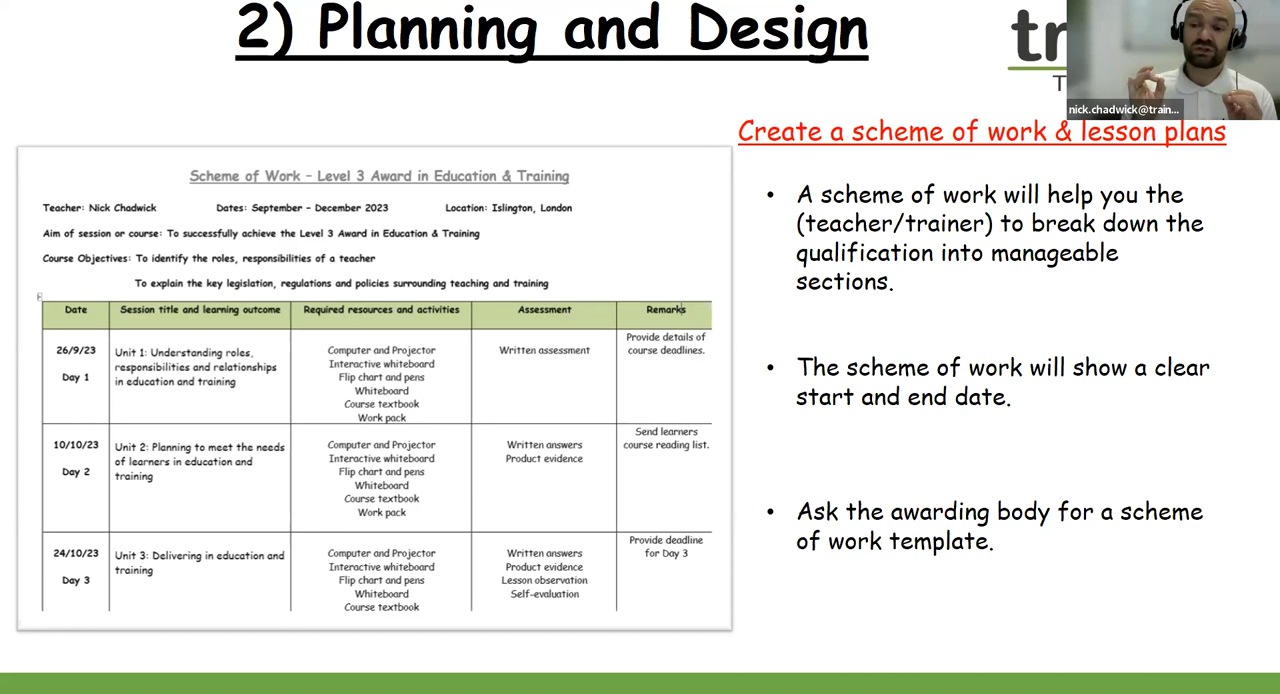 2) Planning and Design
tr
T
nick.chadwick@train...
Create a scheme of work & lesson plans
Scheme of Work – Level 3 Award in Education & Training
Teacher: Nick Chadwick Dates: September – December 2023 Location: Islington, London
Aim of session or course: To successfully achieve the Level 3 Award in Education & Training
Course Objectives: To identify the roles, responsibilities of a teacher
To explain the key legislation, regulations and policies surrounding teaching and training
Date Session title and learning outcome Required resources and activities Assessment Remarks
26/9/23
Day 1
Unit 1: Understanding roles,
responsibilities and relationships
in education and training
Computer and Projector
Interactive whiteboard
Flip chart and pens
Whiteboard
Course textbook
Work pack
Written assessment
Provide details of
course deadlines.
10/10/23
Day 2
Unit 2: Planning to meet the needs
of learners in education and
training
Computer and Projector
Interactive whiteboard
Flip chart and pens
Whiteboard
Course textbook
Work pack
Written answers
Product evidence
Send learners
course reading list.
24/10/23
Day 3
Unit 3: Delivering in education and
training
Computer and Projector
Interactive whiteboard
Flip chart and pens
Whiteboard
Course textbook
Written answers
Product evidence
Lesson observation
Self-evaluation
Provide deadline
for Day 3
• A scheme of work will help you the
(teacher/trainer) to break down the
qualification into manageable
sections.
• The scheme of work will show a clear
start and end date.
• Ask the awarding body for a scheme
of work template.